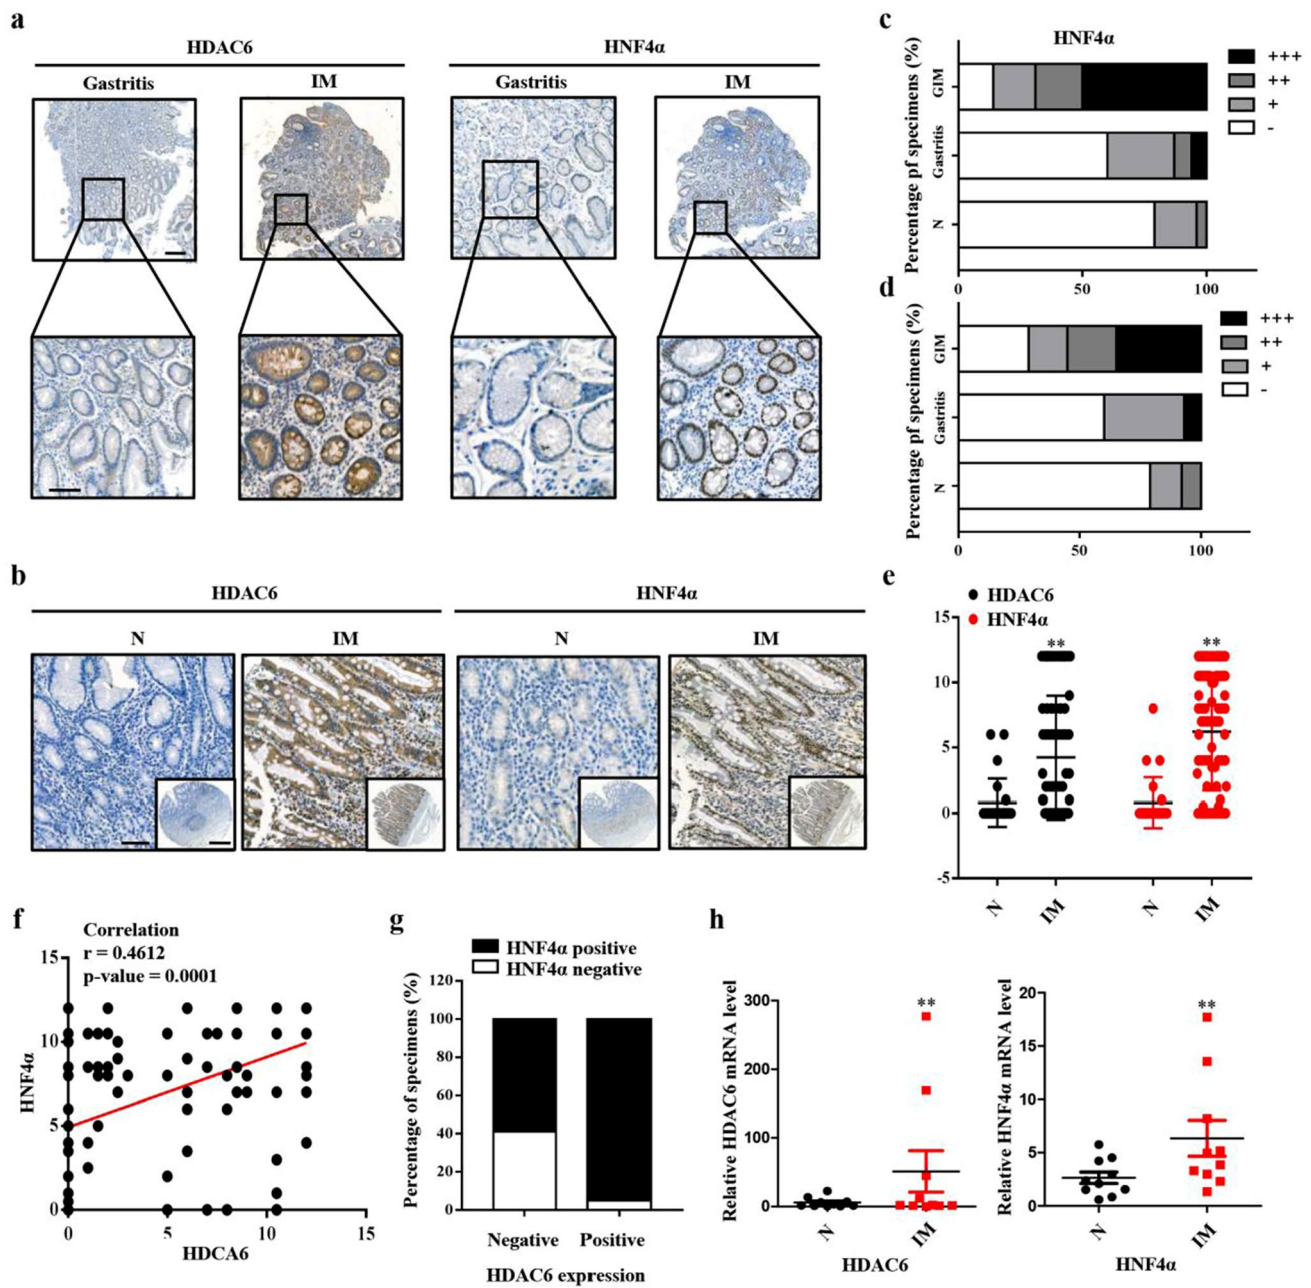 a
HDAC6
HNF4α
Gastritis
IM
Gastritis
IM
b
HDAC6
HNF4α
N
IM
N
IM
c
HNF4α
Percentage pf specimens (%)
GIM
Gastritis
N
+++
++
+
-
0
50
100
d
Percentage pf specimens (%)
GIM
Gastritis
N
+++
++
+
-
0
50
100
e
HDAC6
HNF4α
15
10
5
0
-5
**
**
N
IM
N
IM
f
Correlation
r = 0.4612
p-value = 0.0001
HNF4α
15
10
5
0
0
5
10
15
HDCA6
g
HNF4α positive
HNF4α negative
Percentage of specimens (%)
120
100
80
60
40
20
0
Negative
Positive
HDAC6 expression
h
Relative HDAC6 mRNA level
300
200
100
0
**
N
IM
HDAC6
Relative HNF4α mRNA level
20
15
10
5
0
**
N
IM
HNF4α